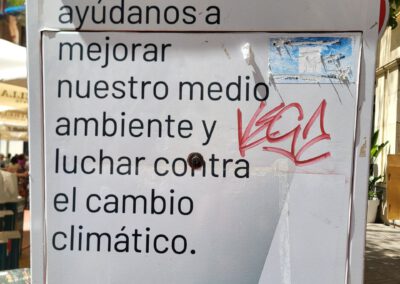 ayúdanos a
mejorar
nuestro medio
ambiente y
luchar contra
el cambio
climático.